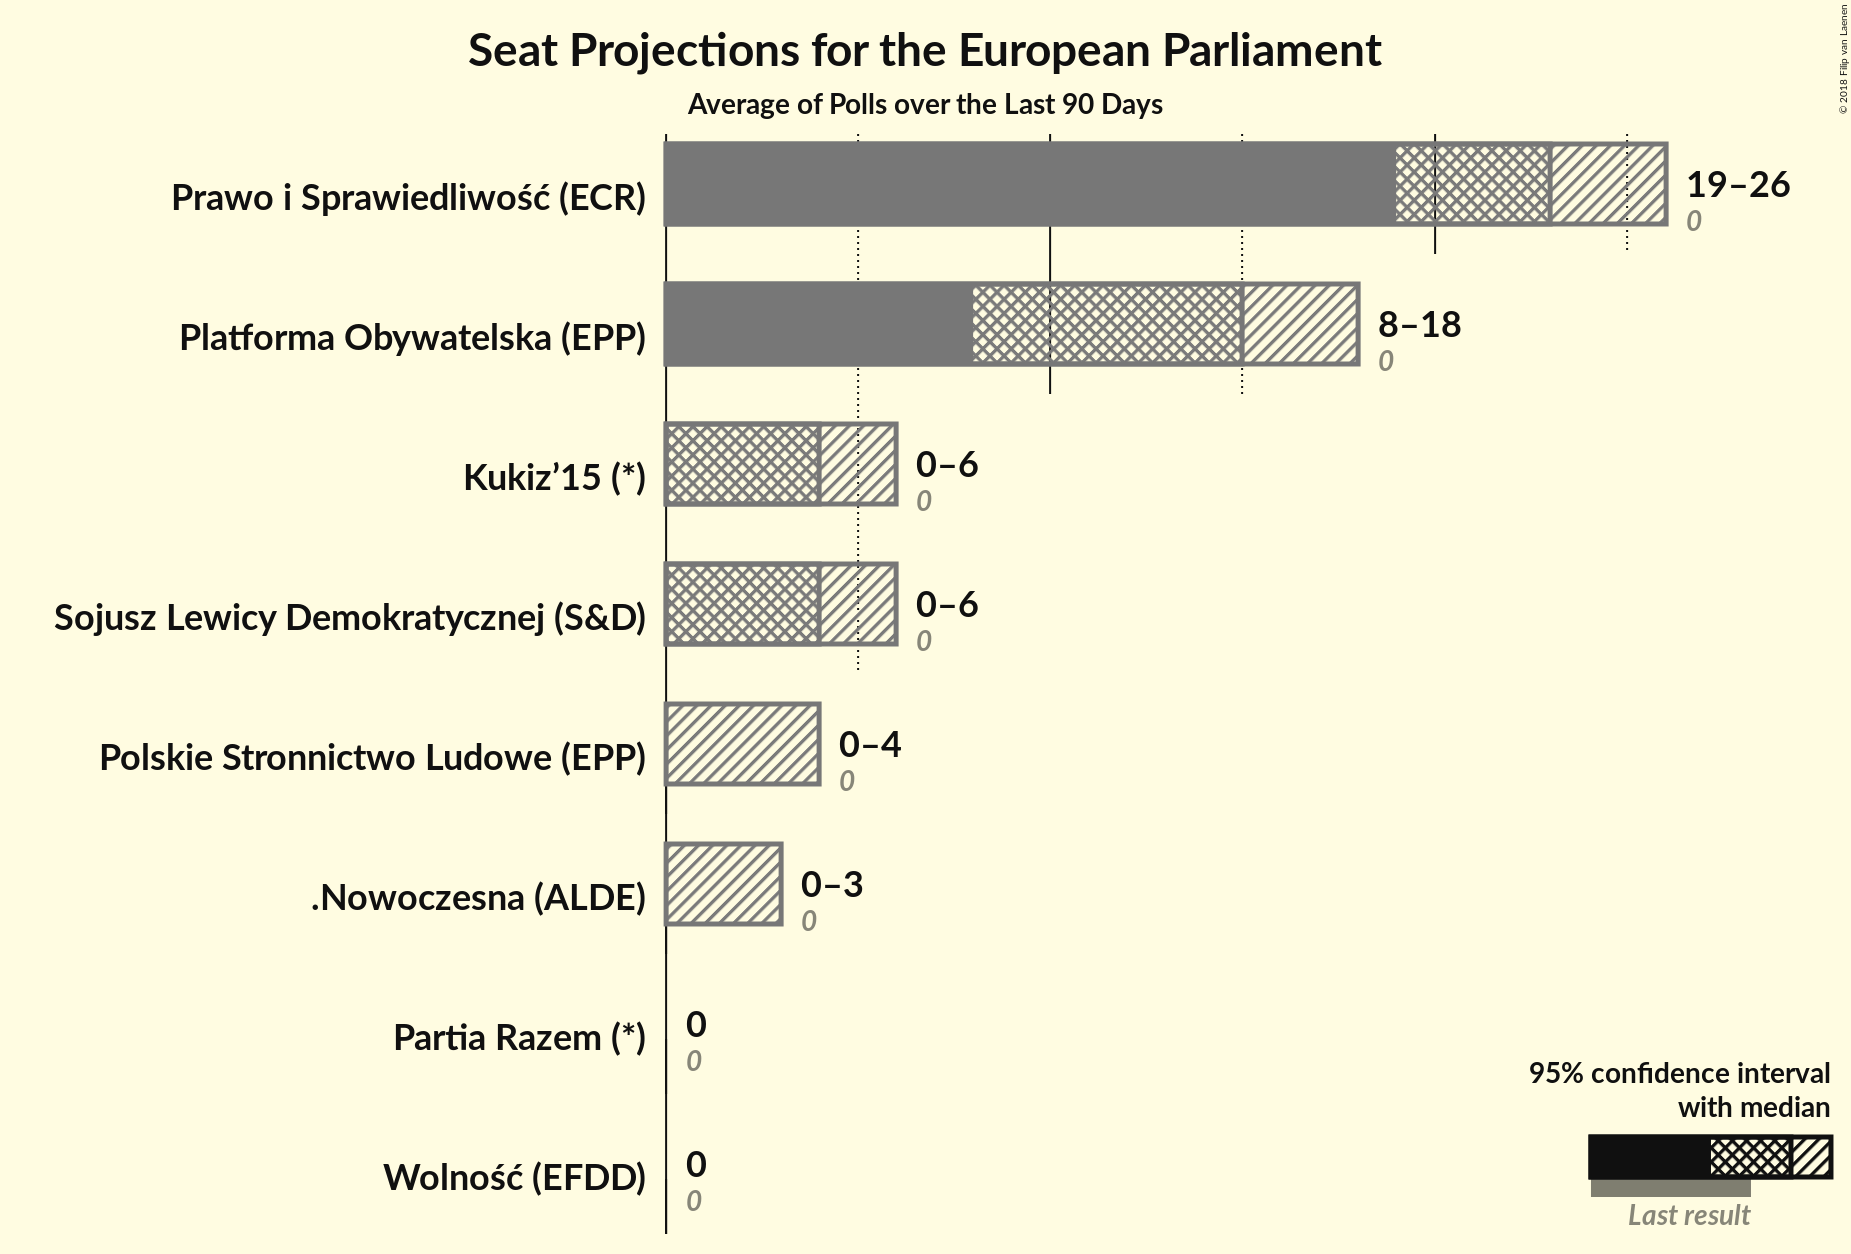 Seat Projections for the European Parliament
Average of Polls over the Last 90 Days
© 2018 Filip van Laenen
Prawo i Sprawiedliwość (ECR)
19–26
0
Platforma Obywatelska (EPP)
8–18
0
Kukiz’15 (*)
0–6
0
Sojusz Lewicy Demokratycznej (S&D)
0–6
0
Polskie Stronnictwo Ludowe (EPP)
0–4
0
.Nowoczesna (ALDE)
0–3
0
Partia Razem (*)
0
0
Wolność (EFDD)
0
0
95% confidence interval
with median
Last result